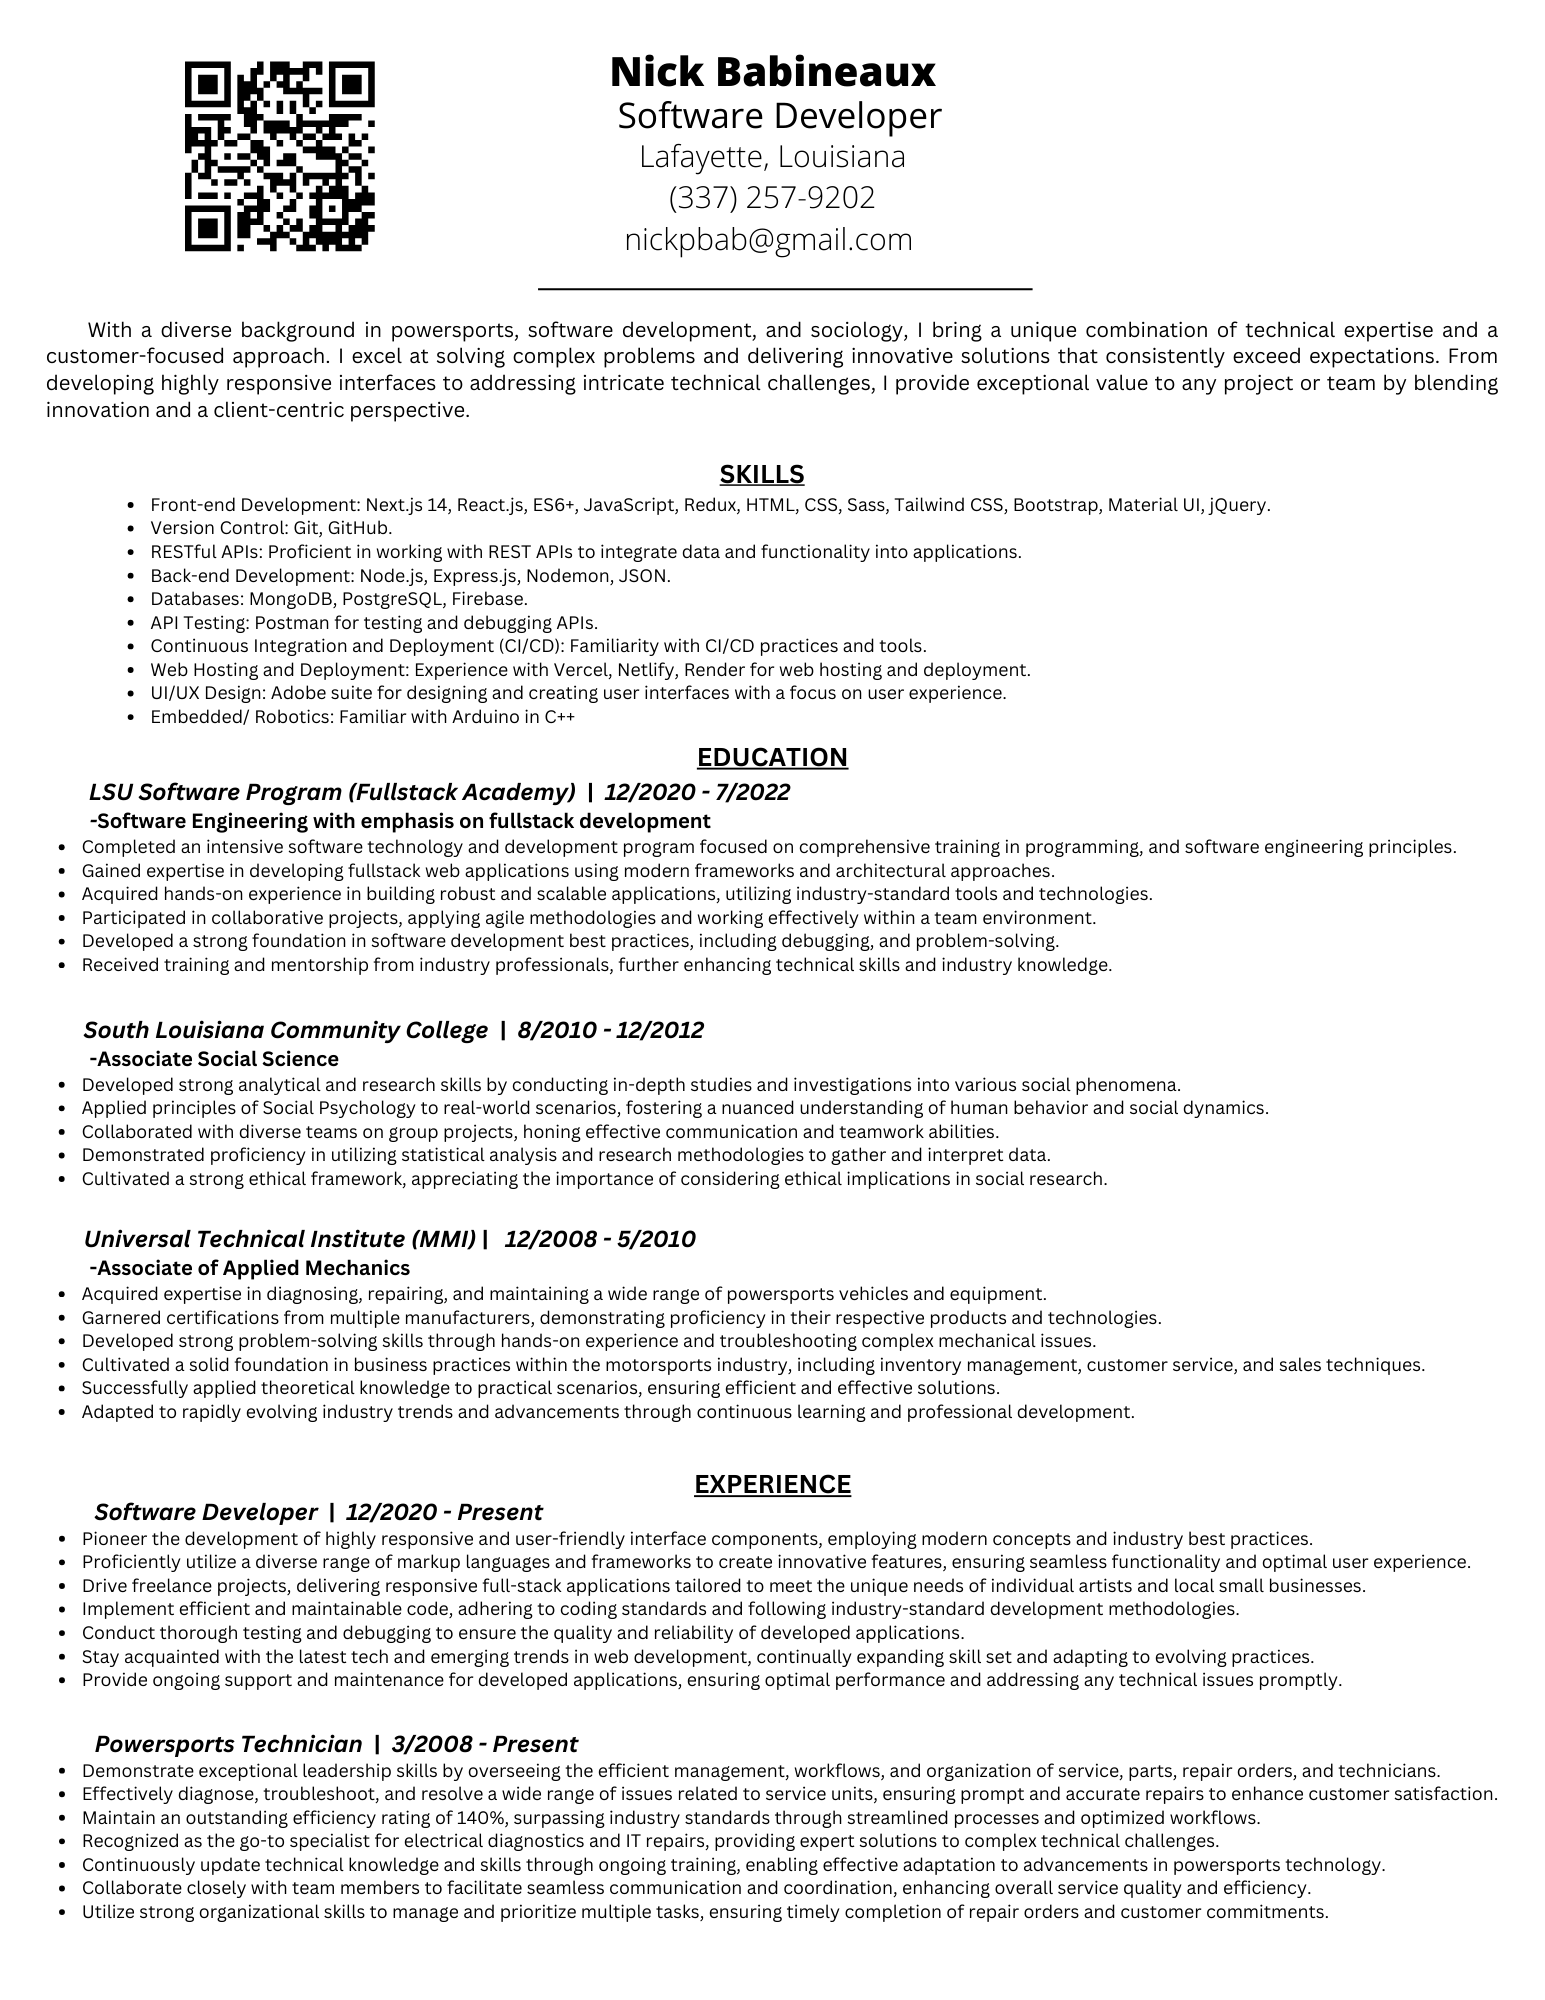 Nick Babineaux
Software Developer
Lafayette, Louisiana
(337) 257-9202
nickpbab@gmail.com
With a diverse background in powersports, software development, and sociology, I bring a unique combination of technical expertise and a
customer-focused approach. I excel at solving complex problems and delivering innovative solutions that consistently exceed expectations. From
developing highly responsive interfaces to addressing intricate technical challenges, I provide exceptional value to any project or team by blending
innovation and a client-centric perspective.
SKILLS
• Front-end Development: Next.js 14, React.js, ES6+, JavaScript, Redux, HTML, CSS, Sass, Tailwind CSS, Bootstrap, Material UI, jQuery.
• Version Control: Git, GitHub.
• RESTful APIs: Proficient in working with REST APIs to integrate data and functionality into applications.
• Back-end Development: Node.js, Express.js, Nodemon, JSON.
• Databases: MongoDB, PostgreSQL, Firebase.
• API Testing: Postman for testing and debugging APIs.
• Continuous Integration and Deployment (CI/CD): Familiarity with CI/CD practices and tools.
• Web Hosting and Deployment: Experience with Vercel, Netlify, Render for web hosting and deployment.
• UI/UX Design: Adobe suite for designing and creating user interfaces with a focus on user experience.
• Embedded/ Robotics: Familiar with Arduino in C++
EDUCATION
LSU Software Program (Fullstack Academy) | 12/2020 - 7/2022
-Software Engineering with emphasis on fullstack development
• Completed an intensive software technology and development program focused on comprehensive training in programming, and software engineering principles.
• Gained expertise in developing fullstack web applications using modern frameworks and architectural approaches.
• Acquired hands-on experience in building robust and scalable applications, utilizing industry-standard tools and technologies.
• Participated in collaborative projects, applying agile methodologies and working effectively within a team environment.
• Developed a strong foundation in software development best practices, including debugging, and problem-solving.
• Received training and mentorship from industry professionals, further enhancing technical skills and industry knowledge.
South Louisiana Community College | 8/2010 - 12/2012
-Associate Social Science
• Developed strong analytical and research skills by conducting in-depth studies and investigations into various social phenomena.
• Applied principles of Social Psychology to real-world scenarios, fostering a nuanced understanding of human behavior and social dynamics.
• Collaborated with diverse teams on group projects, honing effective communication and teamwork abilities.
• Demonstrated proficiency in utilizing statistical analysis and research methodologies to gather and interpret data.
• Cultivated a strong ethical framework, appreciating the importance of considering ethical implications in social research.
Universal Technical Institute (MMI) | 12/2008 - 5/2010
-Associate of Applied Mechanics
• Acquired expertise in diagnosing, repairing, and maintaining a wide range of powersports vehicles and equipment.
• Garnered certifications from multiple manufacturers, demonstrating proficiency in their respective products and technologies.
• Developed strong problem-solving skills through hands-on experience and troubleshooting complex mechanical issues.
• Cultivated a solid foundation in business practices within the motorsports industry, including inventory management, customer service, and sales techniques.
• Successfully applied theoretical knowledge to practical scenarios, ensuring efficient and effective solutions.
• Adapted to rapidly evolving industry trends and advancements through continuous learning and professional development.
EXPERIENCE
Software Developer | 12/2020 - Present
• Pioneer the development of highly responsive and user-friendly interface components, employing modern concepts and industry best practices.
• Proficiently utilize a diverse range of markup languages and frameworks to create innovative features, ensuring seamless functionality and optimal user experience.
• Drive freelance projects, delivering responsive full-stack applications tailored to meet the unique needs of individual artists and local small businesses.
• Implement efficient and maintainable code, adhering to coding standards and following industry-standard development methodologies.
• Conduct thorough testing and debugging to ensure the quality and reliability of developed applications.
• Stay acquainted with the latest tech and emerging trends in web development, continually expanding skill set and adapting to evolving practices.
• Provide ongoing support and maintenance for developed applications, ensuring optimal performance and addressing any technical issues promptly.
Powersports Technician | 3/2008 - Present
• Demonstrate exceptional leadership skills by overseeing the efficient management, workflows, and organization of service, parts, repair orders, and technicians.
• Effectively diagnose, troubleshoot, and resolve a wide range of issues related to service units, ensuring prompt and accurate repairs to enhance customer satisfaction.
• Maintain an outstanding efficiency rating of 140%, surpassing industry standards through streamlined processes and optimized workflows.
• Recognized as the go-to specialist for electrical diagnostics and IT repairs, providing expert solutions to complex technical challenges.
• Continuously update technical knowledge and skills through ongoing training, enabling effective adaptation to advancements in powersports technology.
• Collaborate closely with team members to facilitate seamless communication and coordination, enhancing overall service quality and efficiency.
• Utilize strong organizational skills to manage and prioritize multiple tasks, ensuring timely completion of repair orders and customer commitments.